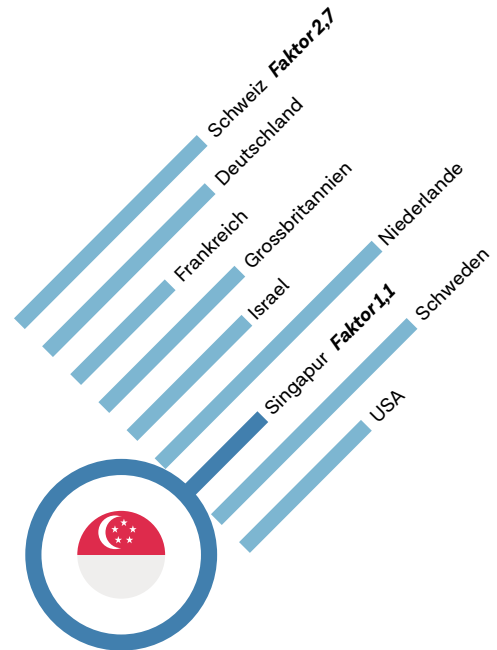 Schweiz Faktor 2,7
Deutschland
Frankreich
Grossbritannien
Israel
Niederlande
Singapur Faktor 1,1
Schweden
USA